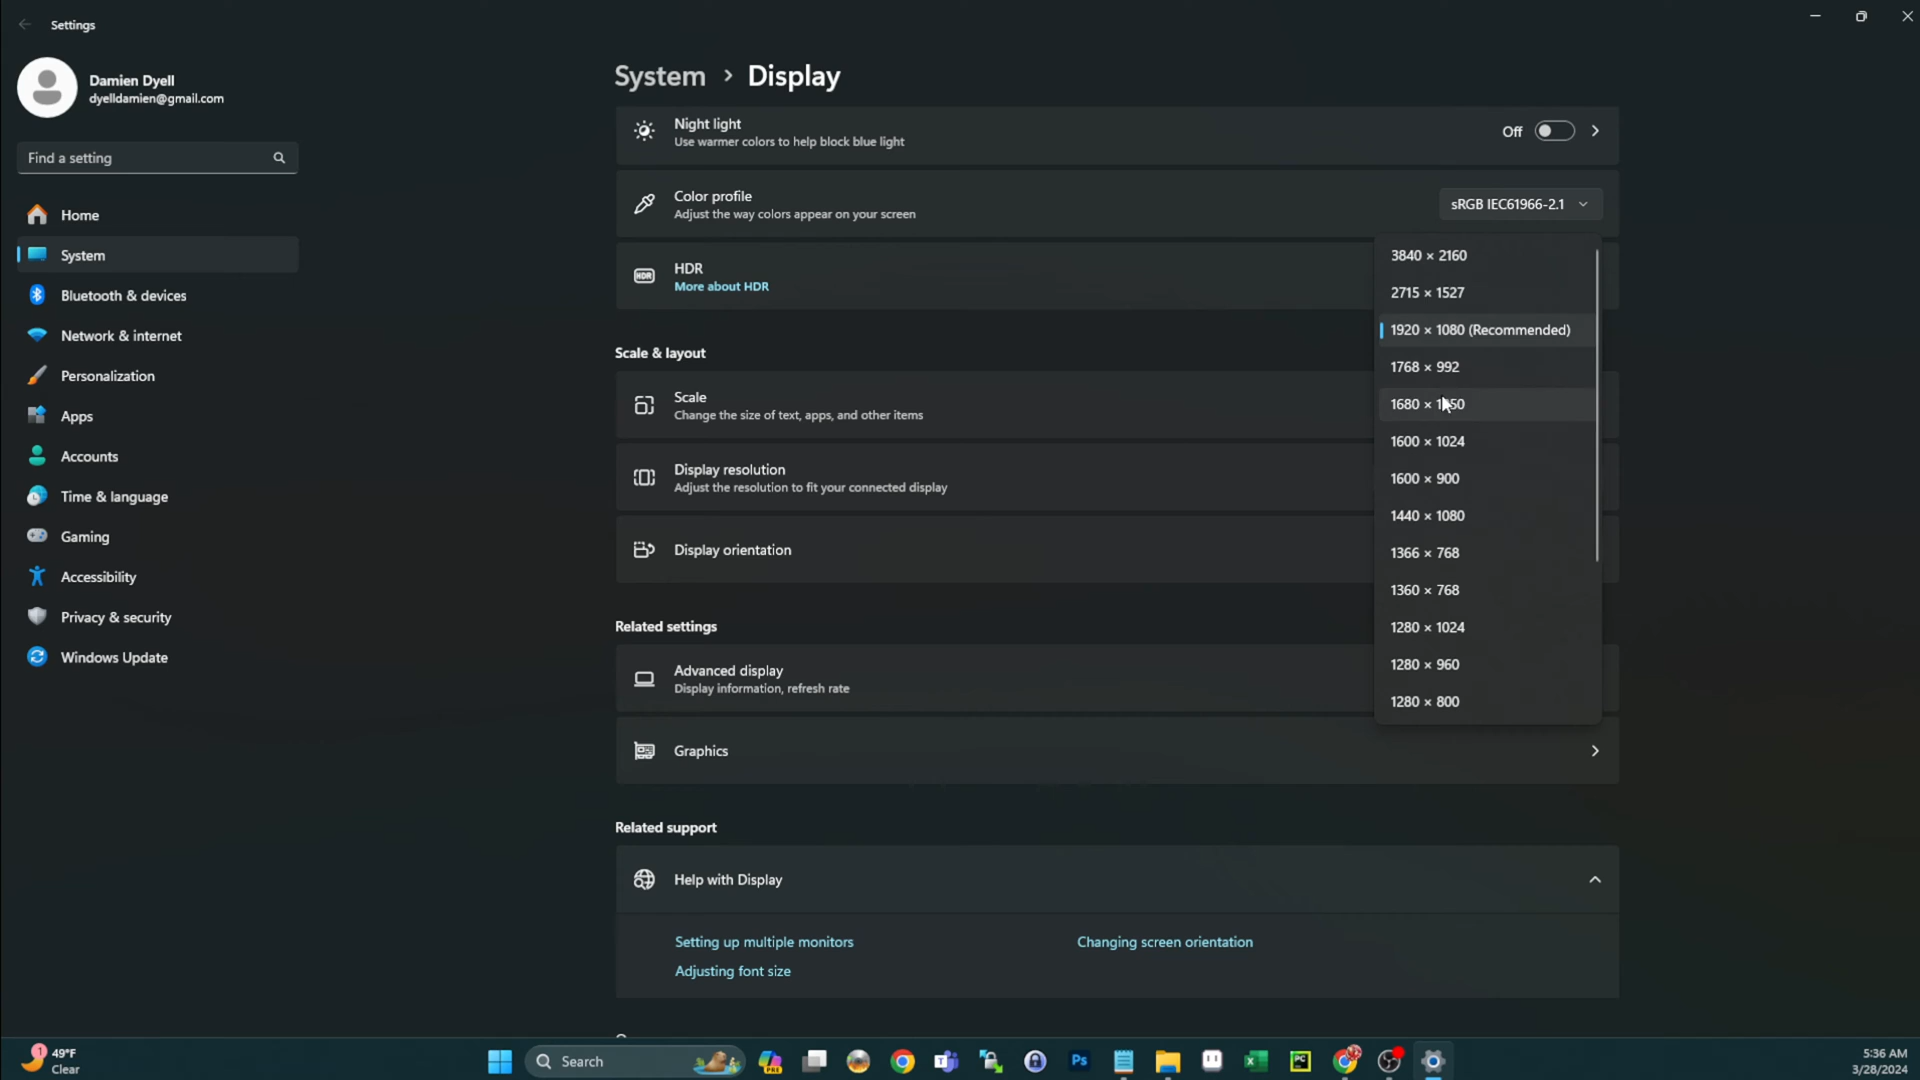 Settings
Damien Dyell
dyelldamien@gmail.com
Find a setting
Home
System
Bluetooth & devices
Network & internet
Personalization
Apps
Accounts
Time & language
Gaming
Accessibility
Privacy & security
Windows Update
System > Display
Night light
Use warmer colors to help block blue light
Off
Color profile
Adjust the way colors appear on your screen
sRGB IEC61966-2.1
HDR
HDR
More about HDR
Scale & layout
Scale
Change the size of text, apps, and other items
Display resolution
Adjust the resolution to fit your connected display
Display orientation
3840 × 2160
2715 × 1527
1920 × 1080 (Recommended)
1768 × 992
1680 × 1050
1600 × 1024
1600 × 900
1440 × 1080
1366 × 768
1360 × 768
1280 × 1024
1280 × 960
1280 × 800
Related settings
Advanced display
Display information, refresh rate
Graphics
Related support
Help with Display
Setting up multiple monitors
Changing screen orientation
Adjusting font size
1
49°F
Clear
Search
PRE
Ps
PC
5:36 AM
3/28/2024